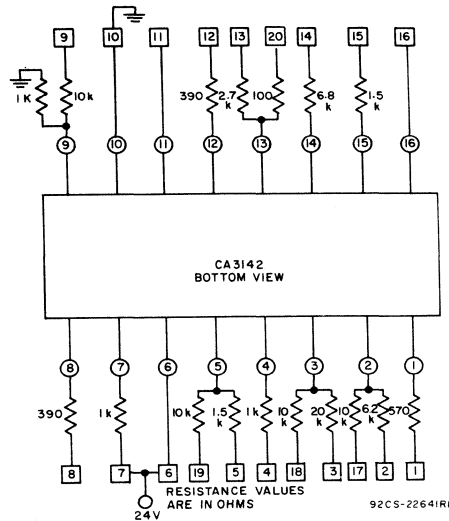 9 10 11 12 13 20 14 15 16
1K 10k 390 2.7 k 100 6.8 k 1.5 k
9 10 11 12 13 14 15 16
CA3142
BOTTOM VIEW
8 7 6 5 4 3 2 1
390 1k 10k 1.5 k 1k 10 k 20 k 10 k 6.2 k 570
8 7 6 19 5 4 18 3 17 2 1
24V
RESISTANCE VALUES
ARE IN OHMS
92CS-22641RI